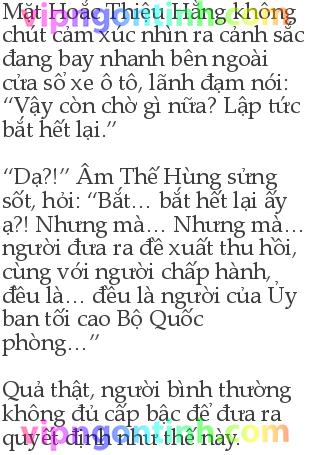 Mặt Hoắc Thiệu Hằng không
chút cảm xúc nhìn ra cảnh sắc
đang bay nhanh bên ngoài
cửa sổ xe ô tô, lãnh đạm nói:
“Vậy còn chờ gì nữa? Lập tức
bắt hết lại.”
“Dạ?!” Âm Thế Hùng sửng
sốt, hỏi: “Bắt… bắt hết lại ấy
ạ?! Nhưng mà… Nhưng mà…
người đưa ra đề xuất thu hồi,
cùng với người chấp hành,
đều là… đều là người của Ủy
ban tối cao Bộ Quốc
phòng…”
Quả thật, người bình thường
không đủ cấp bậc để đưa ra
quyết định như thế này.
vipngontinh.com
vipngontinh.com